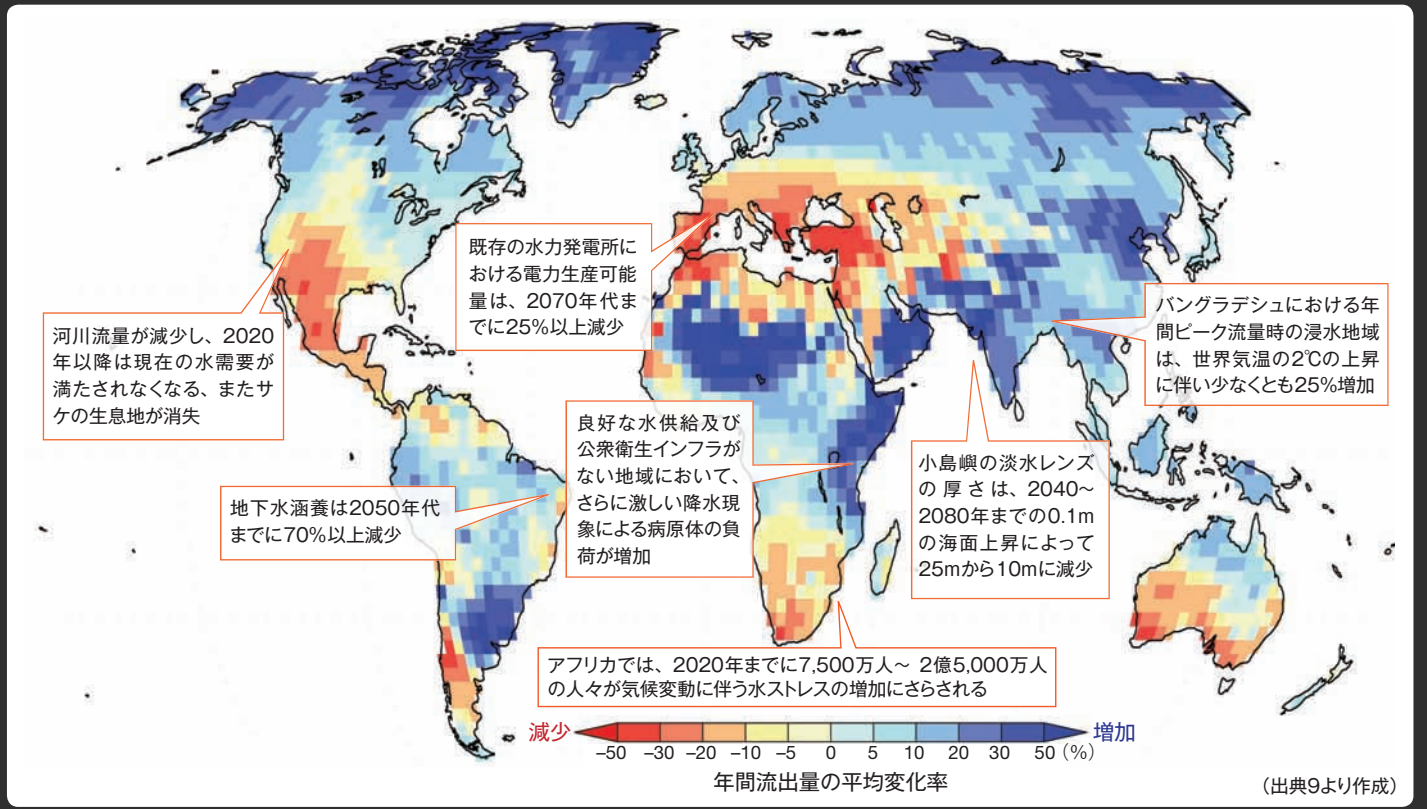 既存の水力発電所に
おける電力生産可能
量は、2070年代ま
でに25%以上減少
バングラデシュにおける年
間ピーク流量時の浸水地域
は、世界気温の2℃の上昇
に伴い少なくとも25%増加
河川流量が減少し、2020
年以降は現在の水需要が
満たされなくなる、またサ
ケの生息地が消失
良好な水供給及び
公衆衛生インフラが
ない地域において、
さらに激しい降水現
象による病原体の負
荷が増加
小島嶼の淡水レンズ
の厚さは、2040〜
2080年までの0.1m
の海面上昇によって
25mから10mに減少
地下水涵養は2050年代
までに70%以上減少
アフリカでは、2020年までに7,500万人〜 2億5,000万人
の人々が気候変動に伴う水ストレスの増加にさらされる
減少 増加
–50 –30 –20 –10 –5 0 5 10 20 30 50 (%)
年間流出量の平均変化率
(出典9より作成)